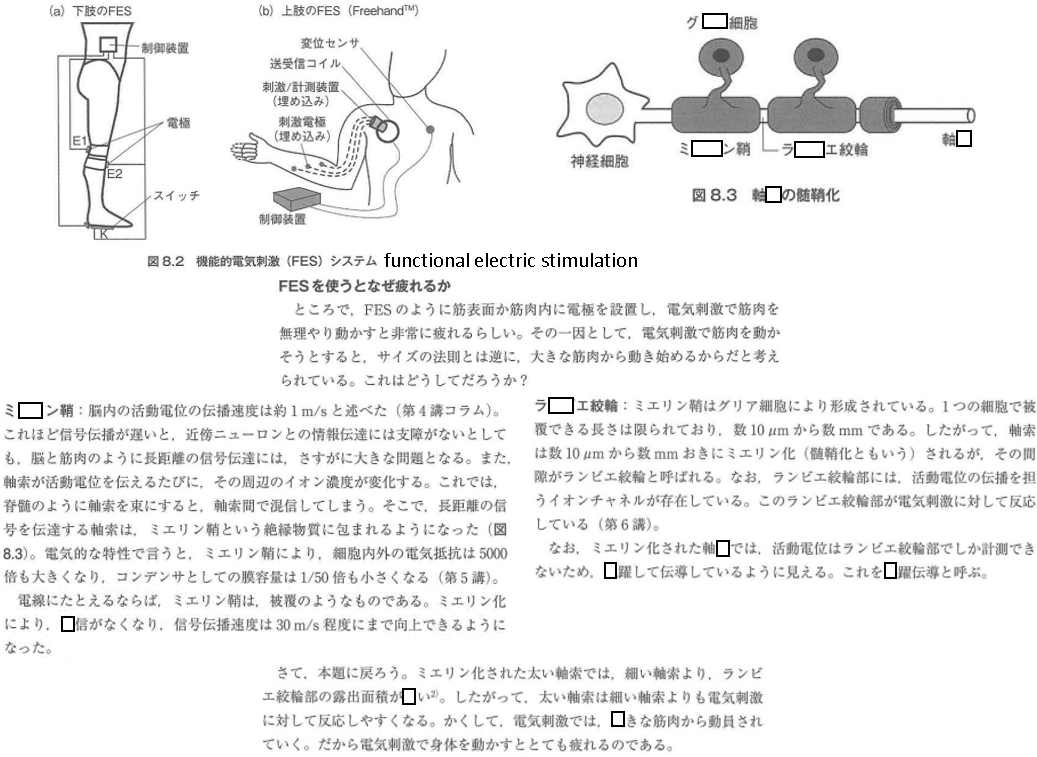 (a) 下肢のFES
制御装置
電極
E1
E2
スイッチ
K
(b) 上肢のFES（Freehand™）
変位センサ
送受信コイル
刺激/計測装置
（埋め込み）
刺激電極
（埋め込み）
制御装置
図 8.2 機能的電気刺激（FES）システム functional electric stimulation
グ□細胞
神経細胞
ミ□ン鞘
ラ□エ絞輪
軸□
図 8.3 軸□の髄鞘化
FESを使うとなぜ疲れるか
ところで，FESのように筋表面か筋肉内に電極を設置し，電気刺激で筋肉を
無理やり動かすと非常に疲れるらしい。その一因として，電気刺激で筋肉を動か
そうとすると，サイズの法則とは逆に，大きな筋肉から動き始めるからだと考え
られている。これはどうしてだろうか？
ミ□ン鞘：脳内の活動電位の伝播速度は約 1 m/s と述べた（第 4 講コラム）。
これほど信号伝播が遅いと，近傍ニューロンとの情報伝達には支障がないとして
も，脳と筋肉のように長距離の信号伝達には，さすがに大きな問題となる。また，
軸索が活動電位を伝えるたびに，その周辺のイオン濃度が変化する。これでは，
脊髄のように軸索を束にすると，軸索間で混信してしまう。そこで，長距離の信
号を伝達する軸索は，ミエリン鞘という絶縁物質に包まれるようになった（図
8.3）。電気的な特性で言うと，ミエリン鞘により，細胞内外の電気抵抗は 5000
倍も大きくなり，コンデンサとしての膜容量は 1/50 倍も小さくなる（第 5 講）。
電線にたとえるならば，ミエリン鞘は，被覆のようなものである。ミエリン化
により，□信がなくなり，信号伝播速度は 30 m/s 程度にまで向上できるように
なった。
ラ□エ絞輪：ミエリン鞘はグリア細胞により形成されている。1 つの細胞で被
覆できる長さは限られており，数 10 μm から数 mm である。したがって，軸索
は数 10 μm から数 mm おきにミエリン化（髄鞘化ともいう）されるが，その間
隙がランビエ絞輪と呼ばれる。なお，ランビエ絞輪部には，活動電位の伝播を担
うイオンチャネルが存在している。このランビエ絞輪部が電気刺激に対して反応
している（第 6 講）。
なお，ミエリン化された軸□では，活動電位はランビエ絞輪部でしか計測でき
ないため，□躍して伝導しているように見える。これを□躍伝導と呼ぶ。
さて，本題に戻ろう。ミエリン化された太い軸索では，細い軸索より，ランビ
エ絞輪部の露出面積が□い2)。したがって，太い軸索は細い軸索よりも電気刺激
に対して反応しやすくなる。かくして，電気刺激では，□きな筋肉から動員され
ていく。だから電気刺激で身体を動かすととても疲れるのである。